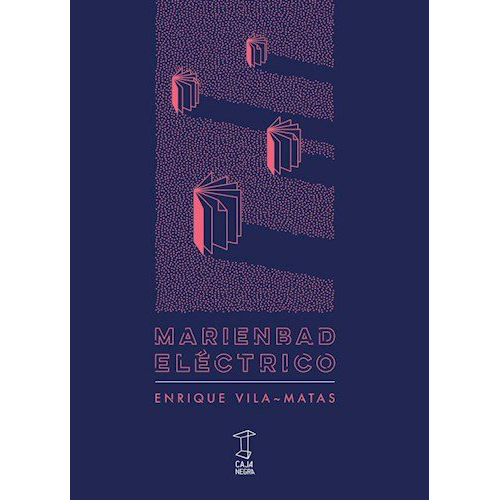 MARIENBAD
ELÉCTRICO
ENRIQUE VILA~MATAS
CAJA
NEGRA